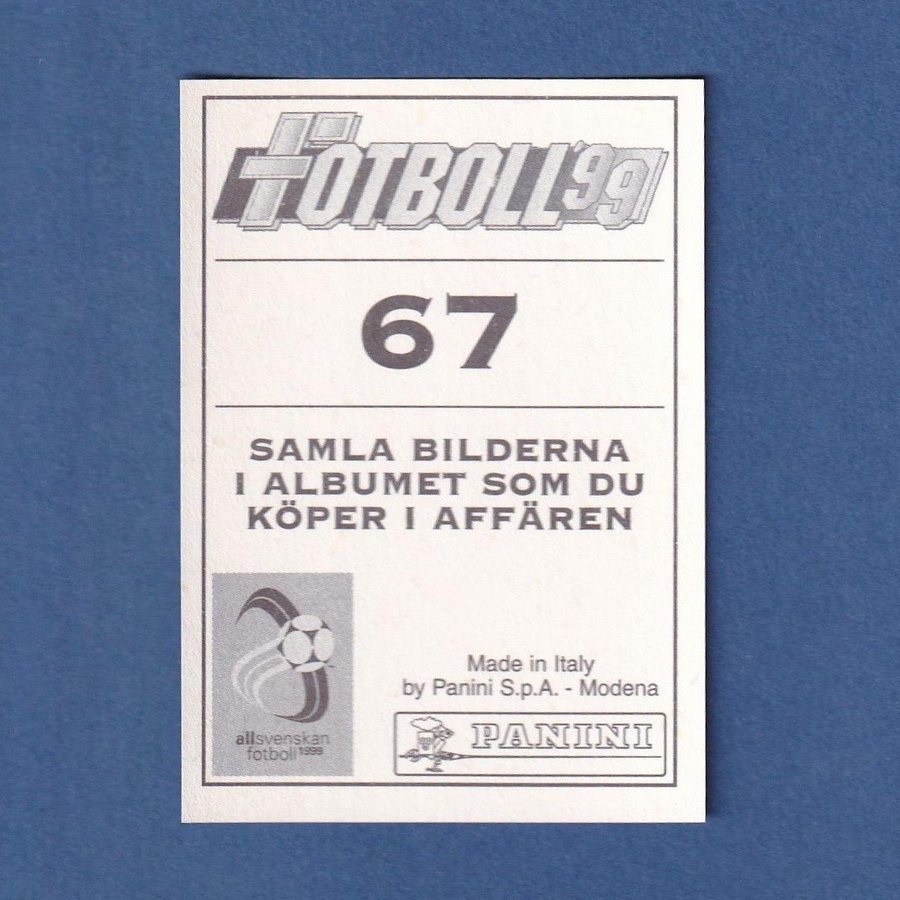 FOTBOLL'99
67
SAMLA BILDERNA
I ALBUMET SOM DU
KÖPER I AFFÄREN
allsvenskan
fotboll 1999
Made in Italy
by Panini S.p.A. - Modena
PANINI